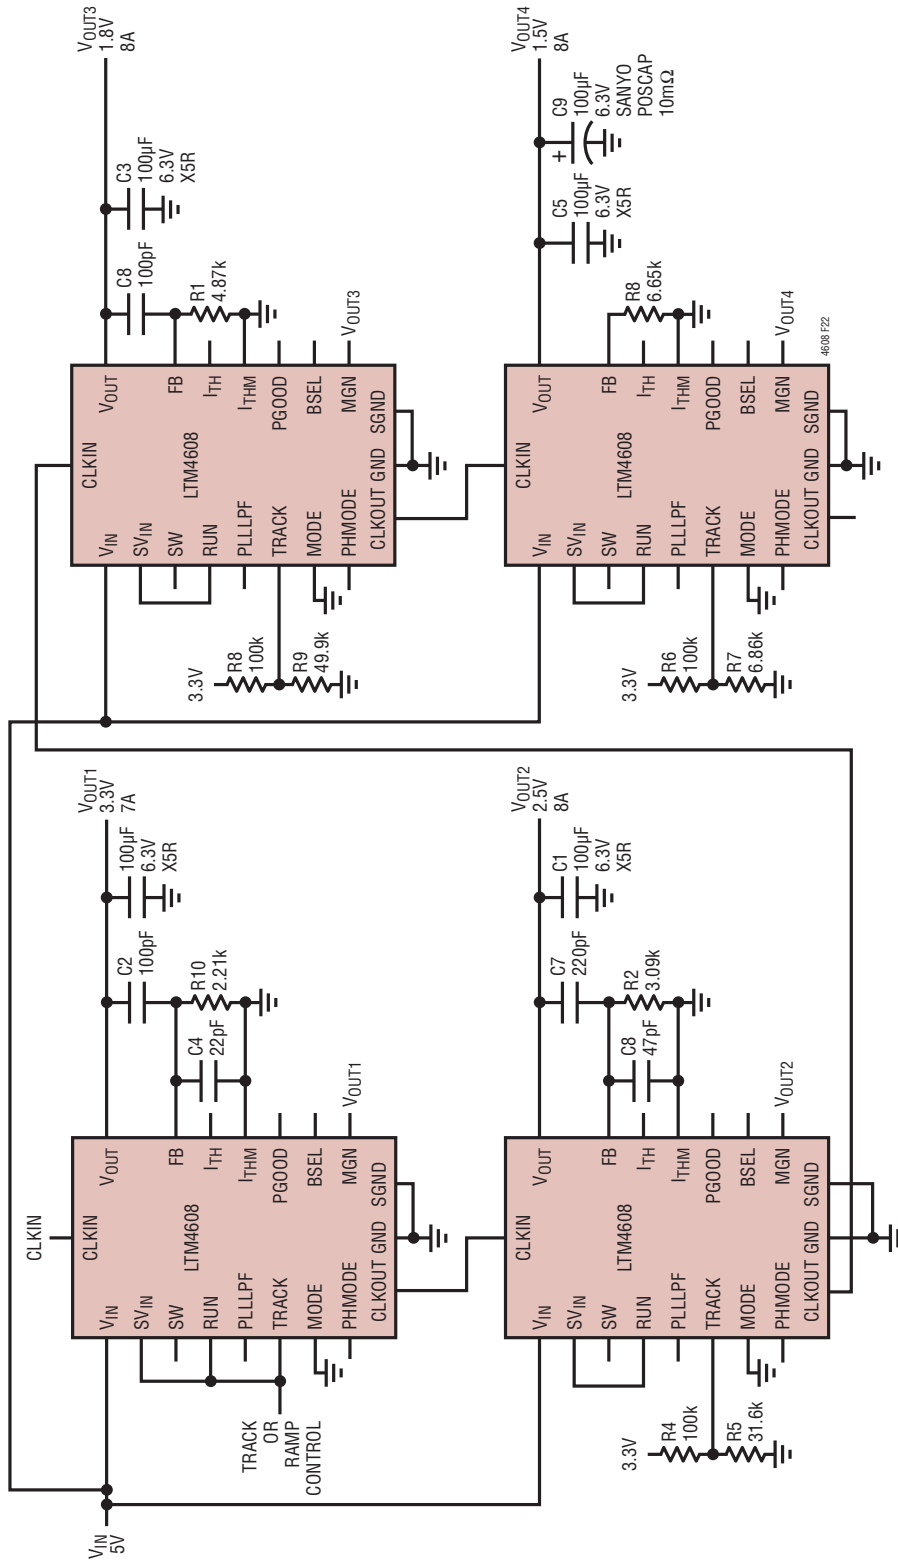 VIN
5V
CLKIN
VIN
SVIN
SW
RUN
PLLLPF
TRACK
MODE
PHMODE
CLKIN
LTM4608
CLKOUT GND
VOUT
FB
ITH
ITHM
PGOOD
BSEL
MGN
SGND
TRACK
OR
RAMP
CONTROL
C2
100pF
C4
22pF
R10
2.21k
100µF
6.3V
X5R
VOUT1
VOUT1
3.3V
7A
VIN
SVIN
SW
RUN
PLLLPF
TRACK
MODE
PHMODE
CLKIN
LTM4608
CLKOUT GND
VOUT
FB
ITH
ITHM
PGOOD
BSEL
MGN
SGND
3.3V
R4
100k
R5
31.6k
C7
220pF
C8
47pF
R2
3.09k
C1
100µF
6.3V
X5R
VOUT2
VOUT2
2.5V
8A
VIN
SVIN
SW
RUN
PLLLPF
TRACK
MODE
PHMODE
CLKIN
LTM4608
CLKOUT GND
VOUT
FB
ITH
ITHM
PGOOD
BSEL
MGN
SGND
3.3V
R8
100k
R9
49.9k
C8
100pF
R1
4.87k
C3
100µF
6.3V
X5R
VOUT3
VOUT3
1.8V
8A
VIN
SVIN
SW
RUN
PLLLPF
TRACK
MODE
PHMODE
CLKIN
LTM4608
CLKOUT GND
VOUT
FB
ITH
ITHM
PGOOD
BSEL
MGN
SGND
3.3V
R6
100k
R7
6.86k
R8
6.65k
C5
100µF
6.3V
X5R
+
C9
100µF
6.3V
SANYO
POSCAP
10mΩ
VOUT4
VOUT4
1.5V
8A
4608 F22